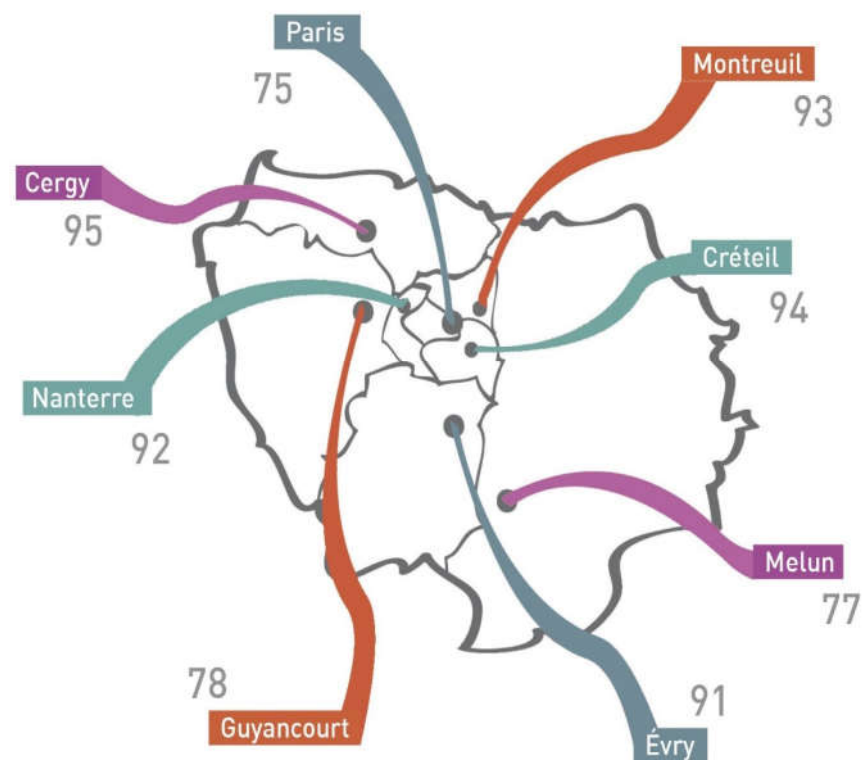 Paris
75
Montreuil
93
Cergy
95
Créteil
94
Nanterre
92
Melun
77
78
Guyancourt
91
Évry